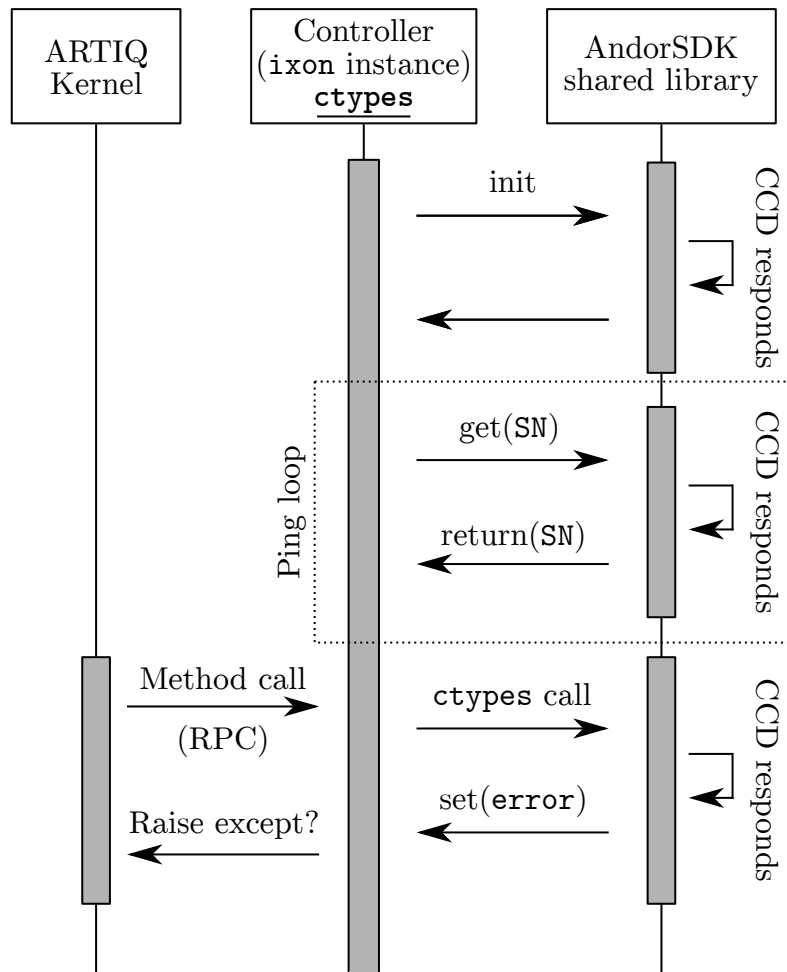 ARTIQ
Kernel
Controller
(ixon instance)
ctypes
AndorSDK
shared library
init
CCD responds
Ping loop
get(SN)
return(SN)
CCD responds
Method call
(RPC)
Raise except?
ctypes call
set(error)
CCD responds